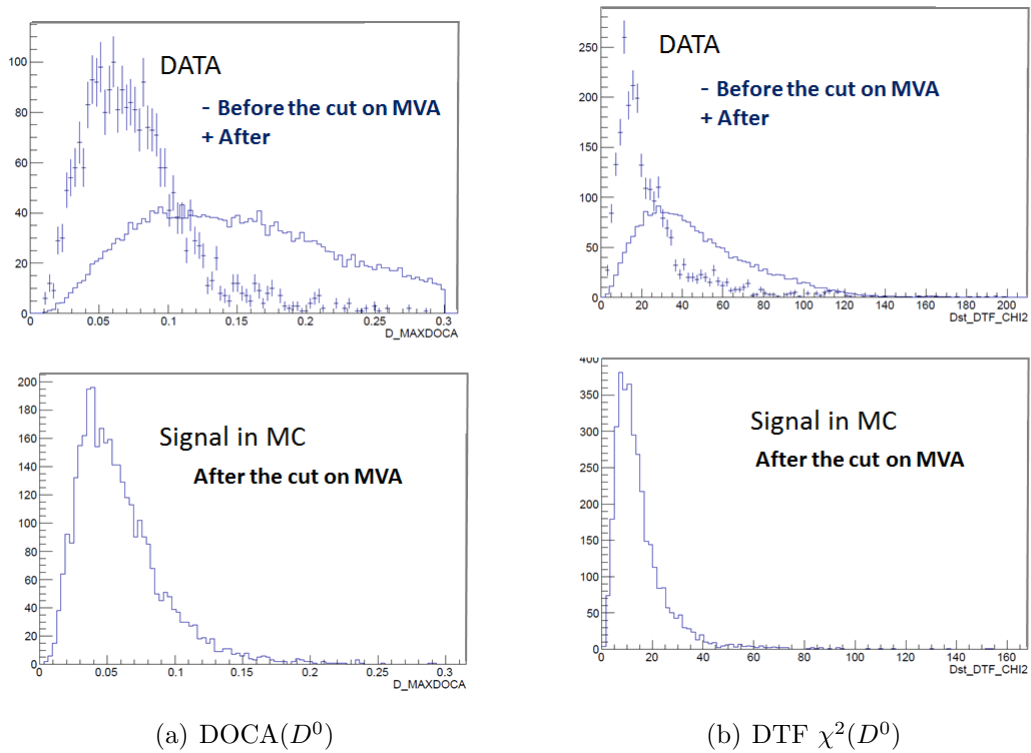 DATA
- Before the cut on MVA
+ After
100
80
60
40
20
0
0 0.05 0.1 0.15 0.2 0.25 0.3
D_MAXDOCA
DATA
- Before the cut on MVA
+ After
250
200
150
100
50
0
0 20 40 60 80 100 120 140 160 180 200
Dst_DTF_CHI2
Signal in MC
After the cut on MVA
200
180
160
140
120
100
80
60
40
20
0
0 0.05 0.1 0.15 0.2 0.25 0.3
D_MAXDOCA
Signal in MC
After the cut on MVA
400
350
300
250
200
150
100
50
0
0 20 40 60 80 100 120 140 160
Dst_DTF_CHI2
(a) DOCA(D⁰)
(b) DTF χ²(D⁰)